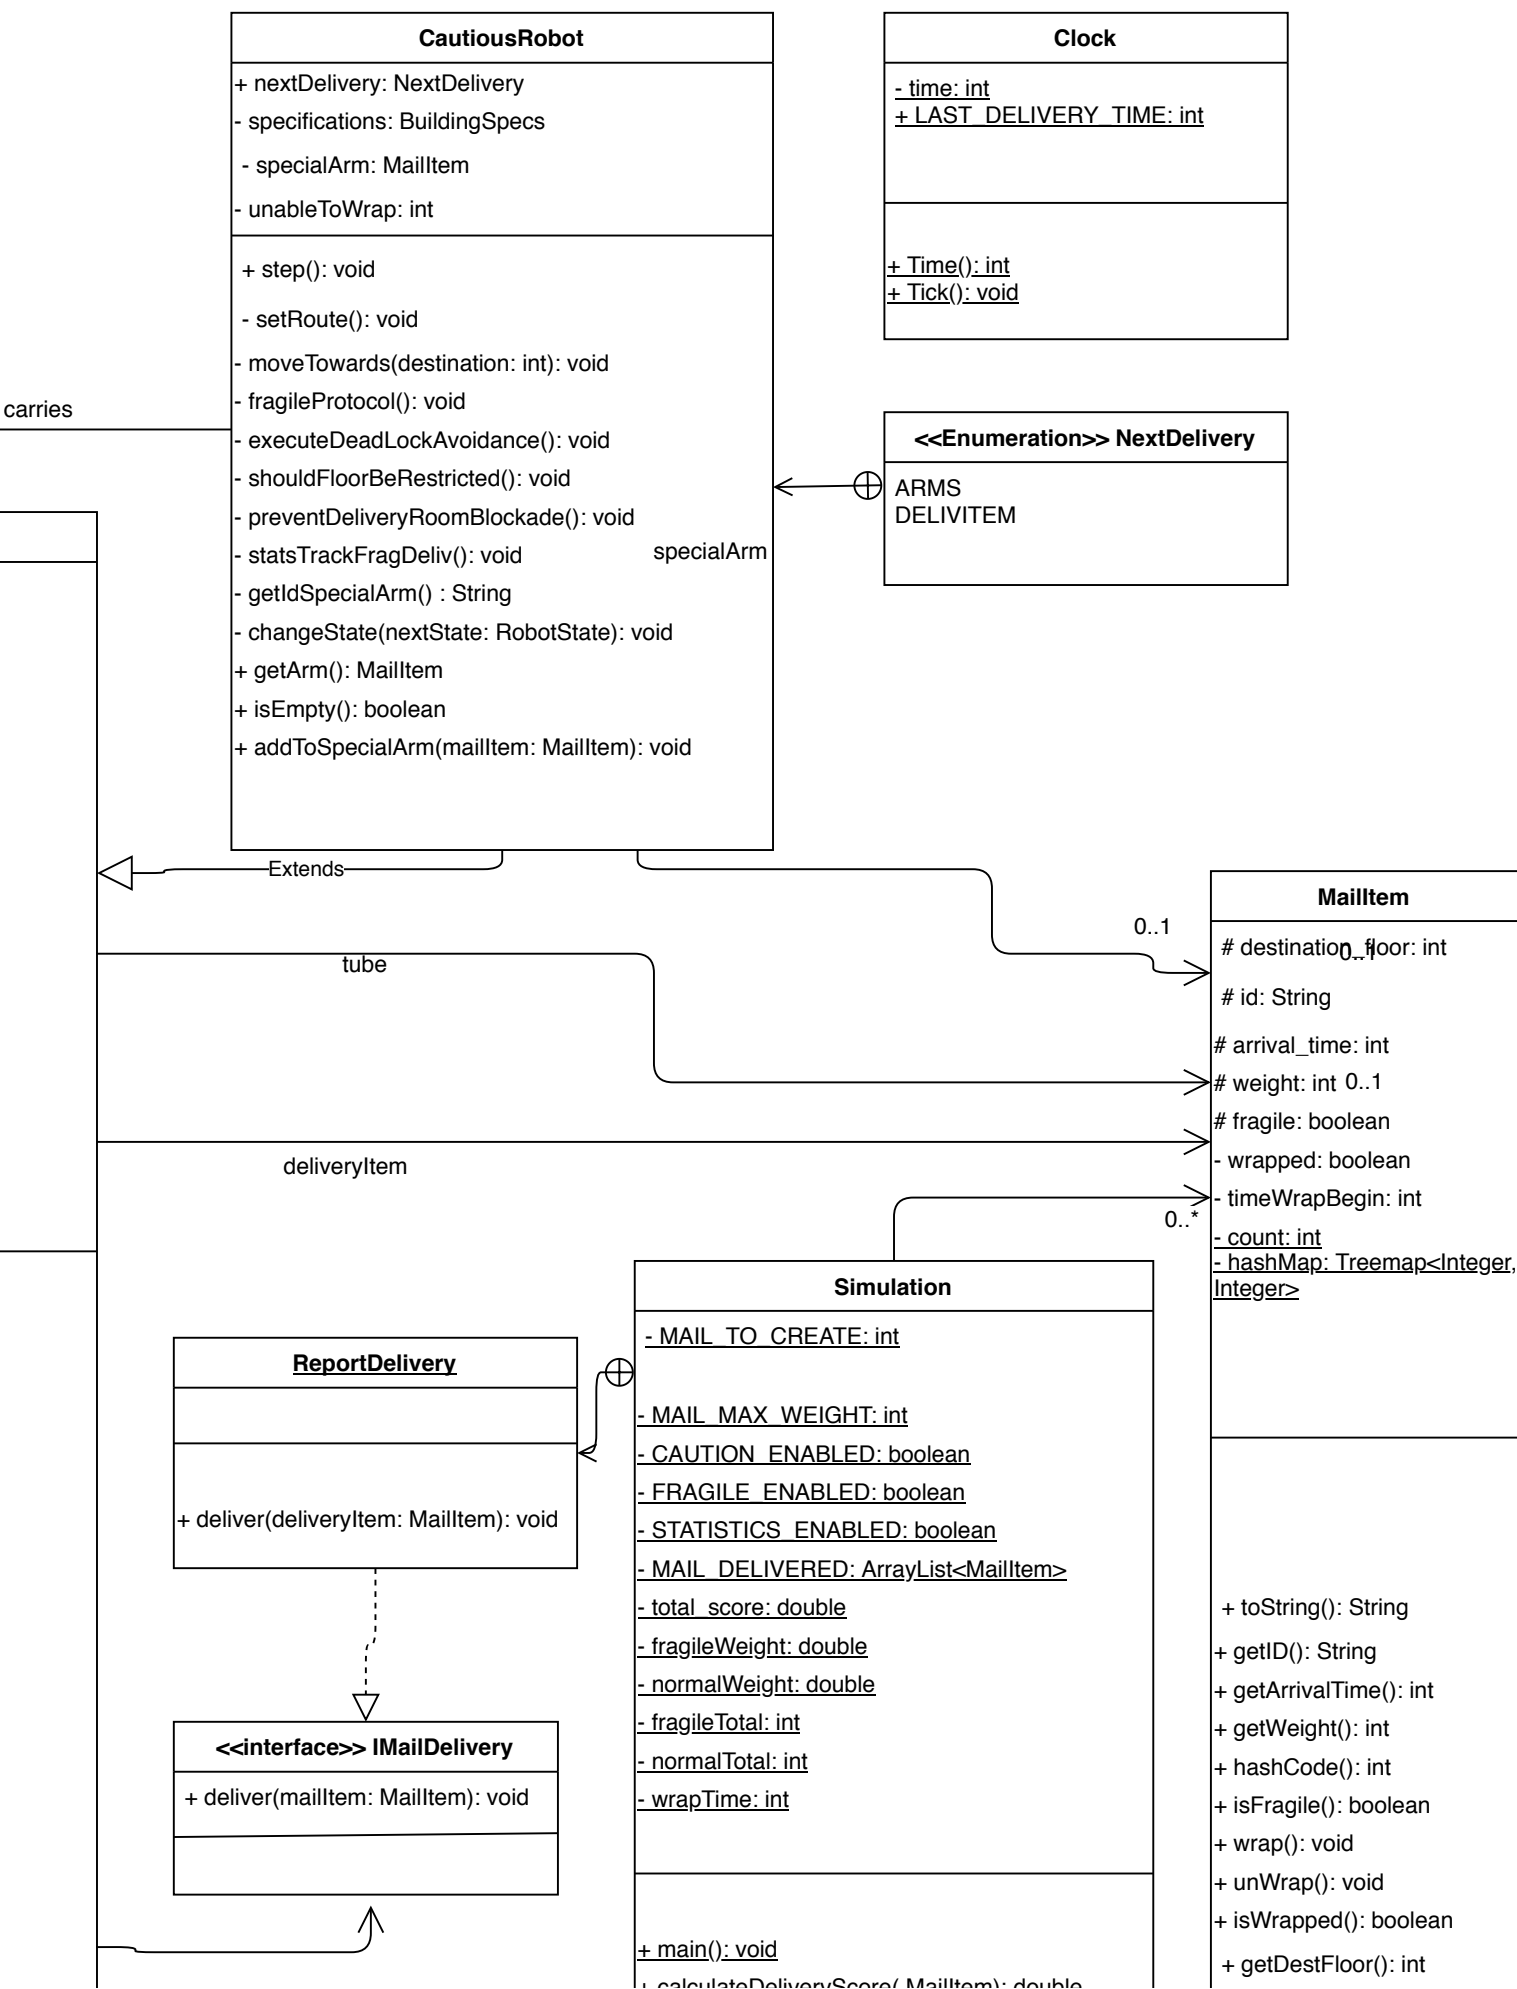 CautiousRobot
+ nextDelivery: NextDelivery
- specifications: BuildingSpecs
- specialArm: MailItem
- unableToWrap: int
+ step(): void
- setRoute(): void
- moveTowards(destination: int): void
- fragileProtocol(): void
- executeDeadLockAvoidance(): void
- shouldFloorBeRestricted(): void
- preventDeliveryRoomBlockade(): void
- statsTrackFragDeliv(): void
- getIdSpecialArm() : String
- changeState(nextState: RobotState): void
+ getArm(): MailItem
+ isEmpty(): boolean
+ addToSpecialArm(mailItem: MailItem): void
Clock
- time: int
+ LAST_DELIVERY_TIME: int
+ Time(): int
+ Tick(): void
carries
<<Enumeration>> NextDelivery
ARMS
DELIVITEM
specialArm
Extends
0..1
tube
deliveryItem
MailItem
# destination_floor: int
0..1
# id: String
# arrival_time: int
# weight: int
0..1
# fragile: boolean
- wrapped: boolean
- timeWrapBegin: int
- count: int
- hashMap: Treemap<Integer,
Integer>
+ toString(): String
+ getID(): String
+ getArrivalTime(): int
+ getWeight(): int
+ hashCode(): int
+ isFragile(): boolean
+ wrap(): void
+ unWrap(): void
+ isWrapped(): boolean
+ getDestFloor(): int
0..*
Simulation
- MAIL_TO_CREATE: int
- MAIL_MAX_WEIGHT: int
- CAUTION_ENABLED: boolean
- FRAGILE_ENABLED: boolean
- STATISTICS_ENABLED: boolean
- MAIL_DELIVERED: ArrayList<MailItem>
- total_score: double
- fragileWeight: double
- normalWeight: double
- fragileTotal: int
- normalTotal: int
- wrapTime: int
+ main(): void
+ calculateDeliveryScore( MailItem): double
ReportDelivery
+ deliver(deliveryItem: MailItem): void
<<interface>> IMailDelivery
+ deliver(mailItem: MailItem): void